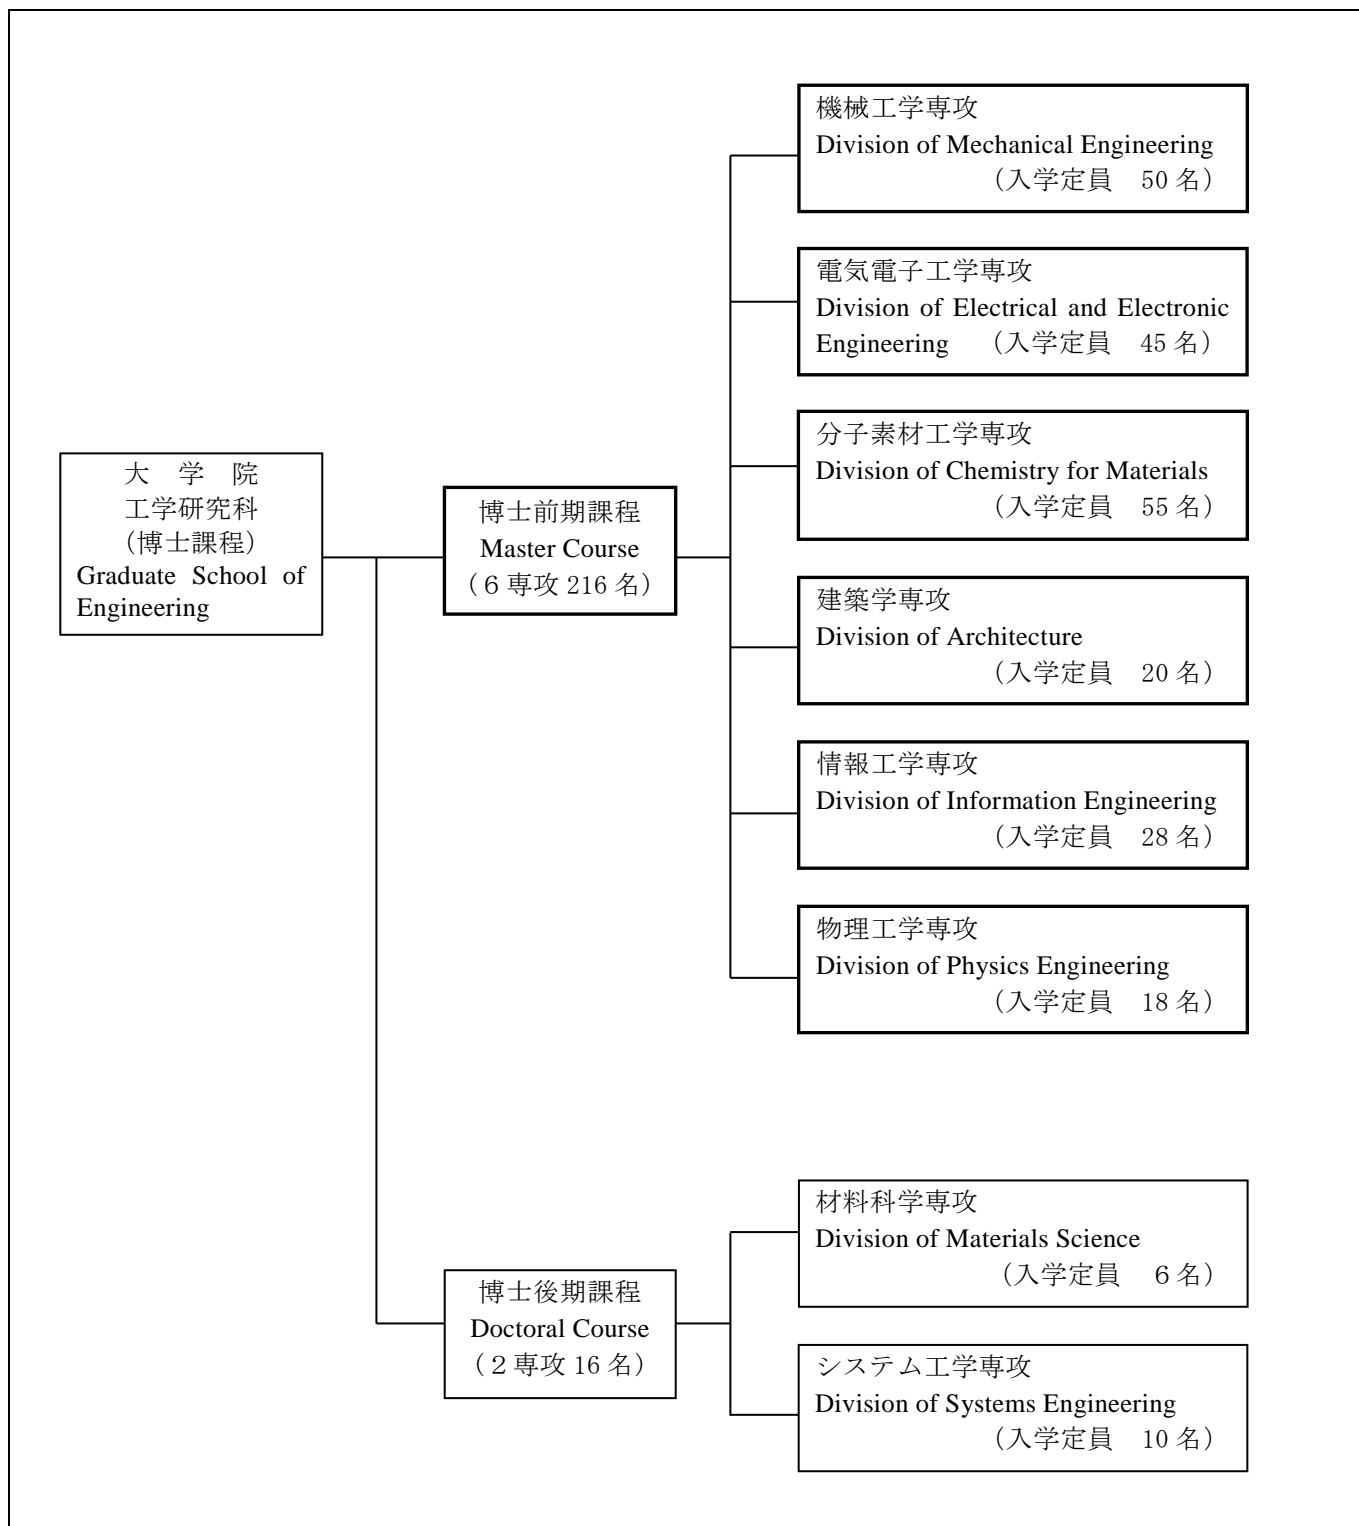 大　学　院
工学研究科
（博士課程）
Graduate School of
Engineering
博士前期課程
Master Course
（６専攻 216 名）
機械工学専攻
Division of Mechanical Engineering
（入学定員　50 名）
電気電子工学専攻
Division of Electrical and Electronic
Engineering　（入学定員　45 名）
分子素材工学専攻
Division of Chemistry for Materials
（入学定員　55 名）
建築学専攻
Division of Architecture
（入学定員　20 名）
情報工学専攻
Division of Information Engineering
（入学定員　28 名）
物理工学専攻
Division of Physics Engineering
（入学定員　18 名）
博士後期課程
Doctoral Course
（２専攻 16 名）
材料科学専攻
Division of Materials Science
（入学定員　６名）
システム工学専攻
Division of Systems Engineering
（入学定員　10 名）